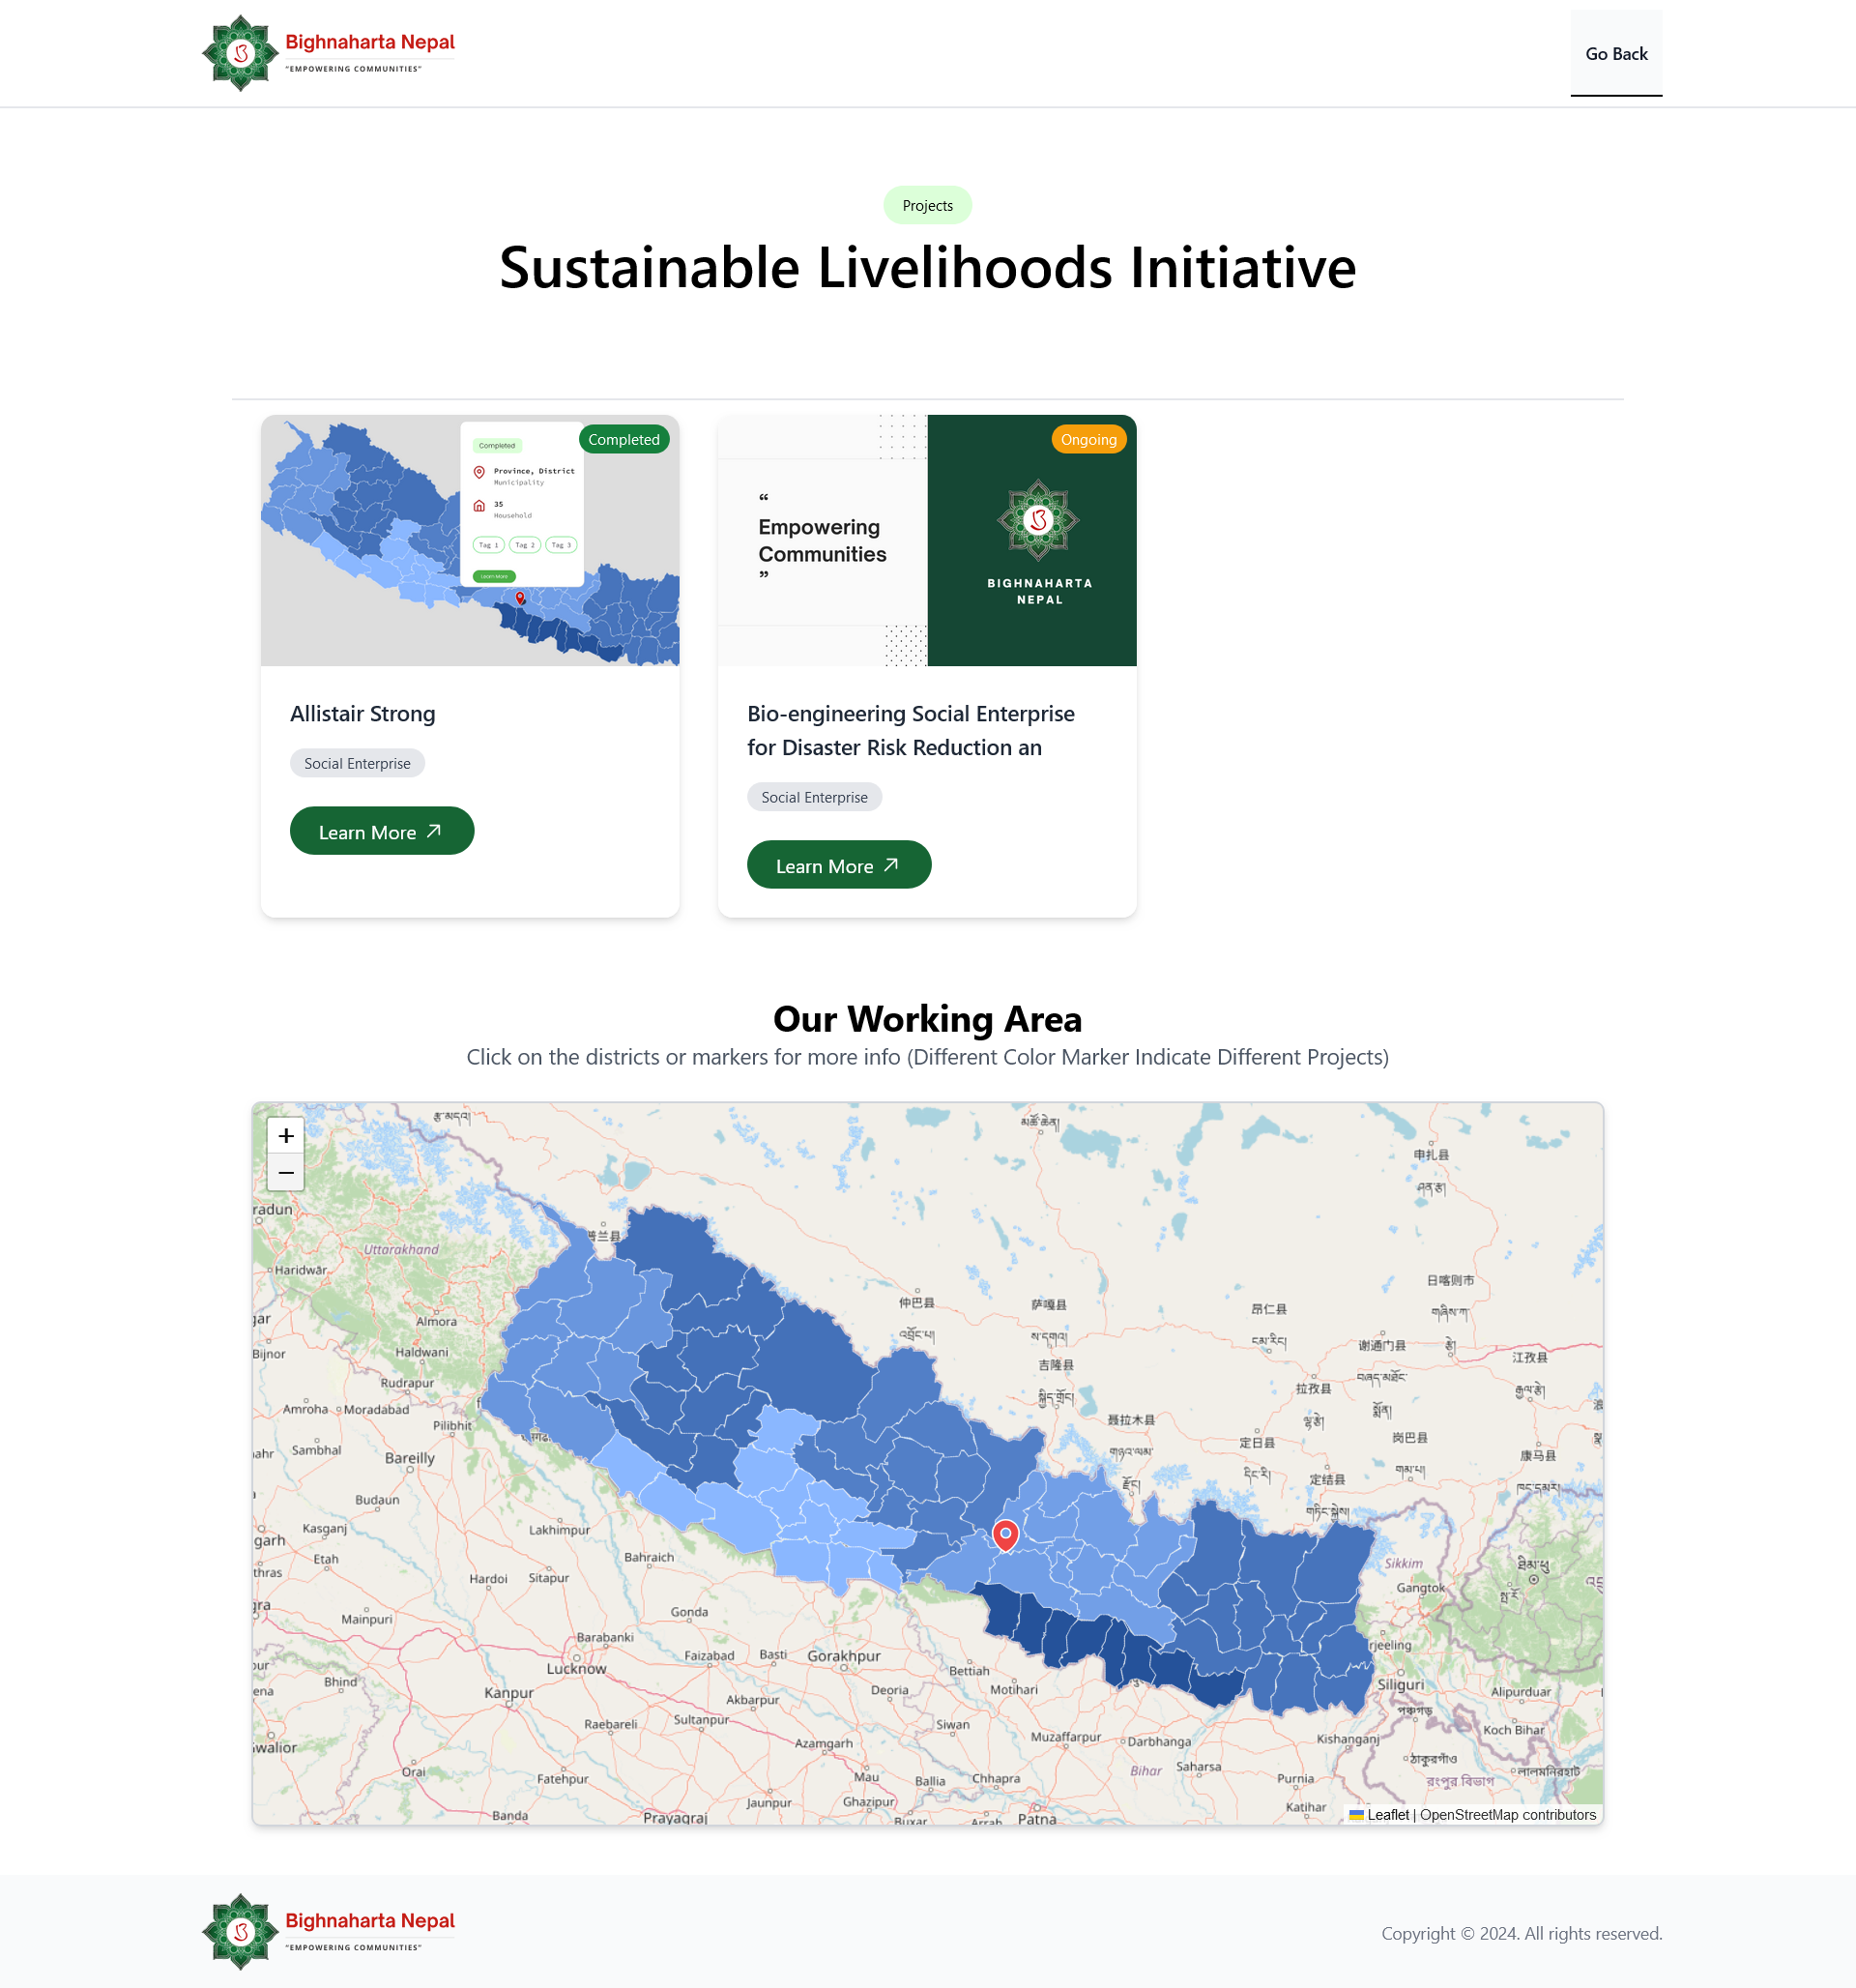 Bighnaharta Nepal
"EMPOWERING COMMUNITIES"
Go Back
Projects
Sustainable Livelihoods Initiative
Completed
Completed
Province, District
Municipality
35
Household
Tag 1 Tag 2 Tag 3
Learn More
Ongoing
“
Empowering
Communities
”
BIGHNAHARTA
NEPAL
Allistair Strong
Social Enterprise
Learn More
Bio-engineering Social Enterprise
for Disaster Risk Reduction an
Social Enterprise
Learn More
Our Working Area
Click on the districts or markers for more info (Different Color Marker Indicate Different Projects)
+
−
申扎县
radun
Uttarakhand
普兰县
Haridwār
日喀则市
仲巴县
萨嘎县
昂仁县
Almora
谢通门县
Bijnor
Haldwani
吉隆县
江孜县
Rudrapur
拉孜县
Amroha
Moradabad
Pilibhit
聂拉木县
岗巴县
定日县
Sambhal
Bareilly
康马县
定结县
Budaun
Kasganj
Lakhimpur
garh
Etah
Bahraich
Sikkim
thras
Hardoi
Sitapur
Gangtok
Mainpuri
Gonda
Barabanki
rjeeling
Faizabad
Basti
Gorakhpur
Lucknow
Bettiah
Bhind
Siliguri
Kanpur
Deoria
Motihari
Alipurduar
Akbarpur
পঞ্চগড়
Raebareli
Sultanpur
Siwan
Koch Bihar
Muzaffarpur
Kishanganj
Azamgarh
Darbhanga
ঠাকুরগাঁও
Orai
Bihar
Saharsa
লালমনিরহাট
Fatehpur
Mau
Ballia
Chhapra
Purnia
রংপুর বিভাগ
Jaunpur
Ghazipur
Katihar
Banda
Prayagraj
Buxar
Arrah
Patna
Leaflet | OpenStreetMap contributors
Bighnaharta Nepal
"EMPOWERING COMMUNITIES"
Copyright © 2024. All rights reserved.